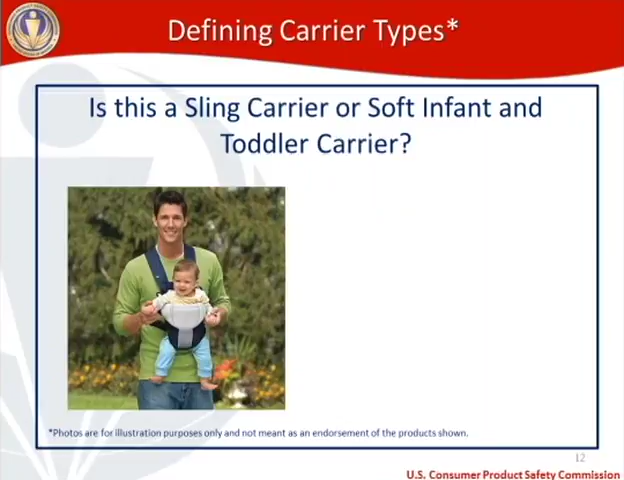 Defining Carrier Types*
Is this a Sling Carrier or Soft Infant and
Toddler Carrier?
*Photos are for illustration purposes only and not meant as an endorsement of the products shown.
12
U.S. Consumer Product Safety Commission